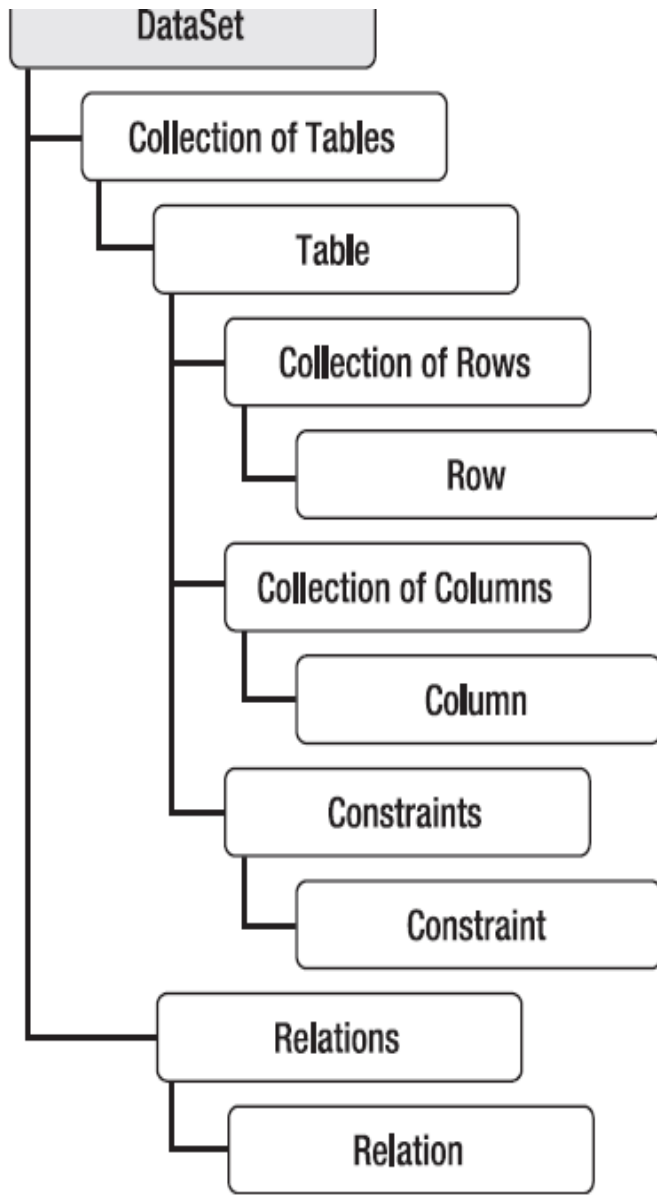 DataSet
Collection of Tables
Table
Collection of Rows
Row
Collection of Columns
Column
Constraints
Constraint
Relations
Relation